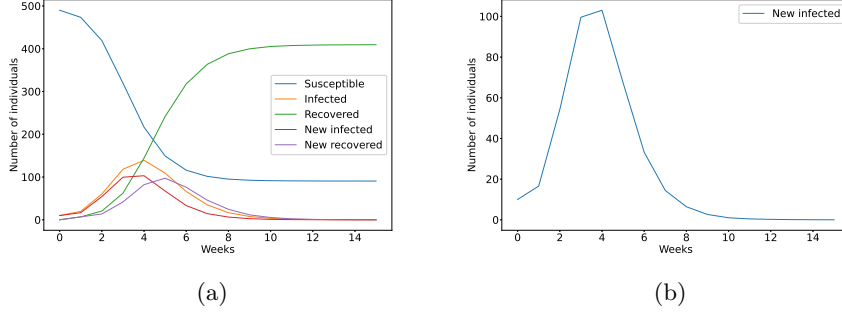 500
400
300
200
100
0
Number of individuals
0 2 4 6 8 10 12 14
Weeks
Susceptible
Infected
Recovered
New infected
New recovered
(a)
100
80
60
40
20
0
Number of individuals
0 2 4 6 8 10 12 14
Weeks
New infected
(b)